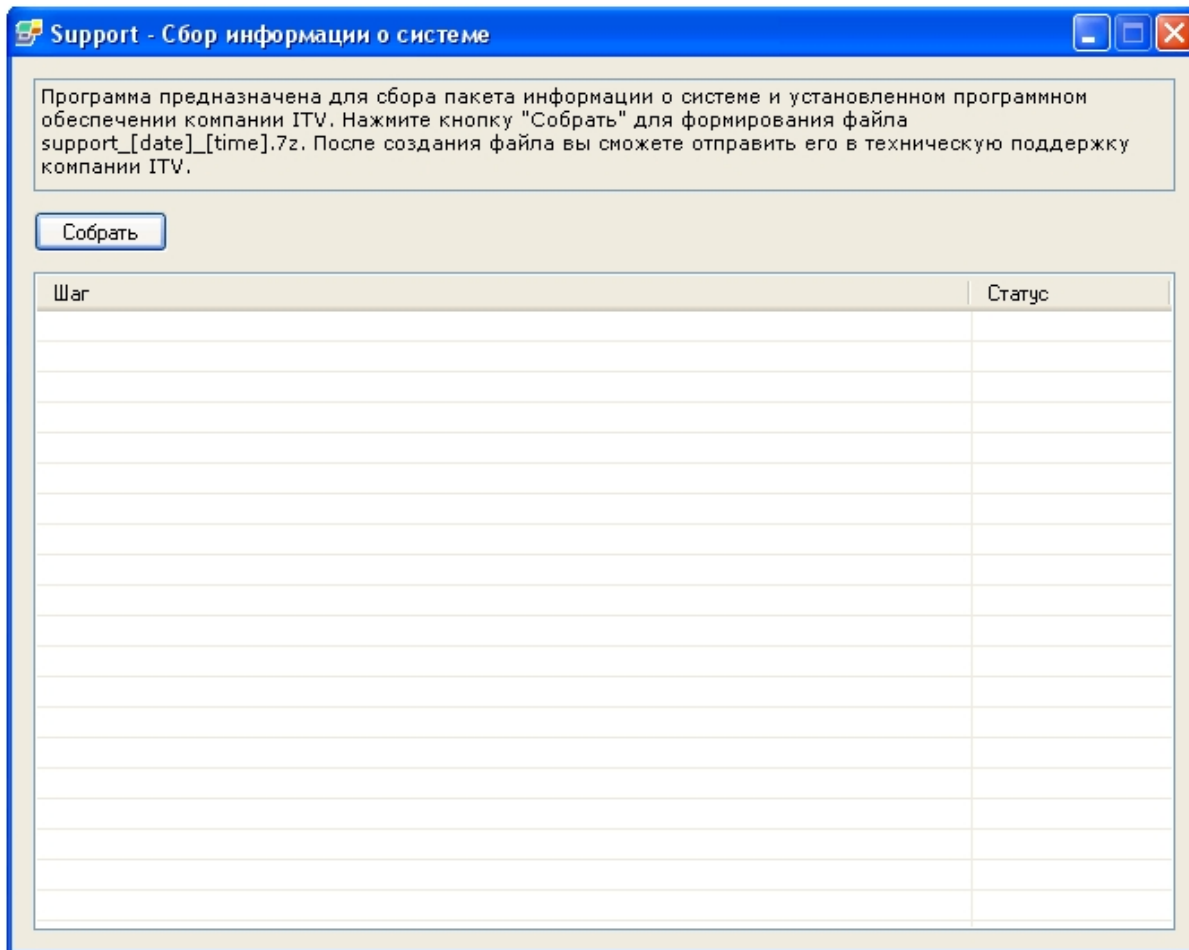 Support - Сбор информации о системе
Программа предназначена для сбора пакета информации о системе и установленном программном
обеспечении компании ITV. Нажмите кнопку "Собрать" для формирования файла
support_[date]_[time].7z. После создания файла вы сможете отправить его в техническую поддержку
компании ITV.
Собрать
Шаг Статус